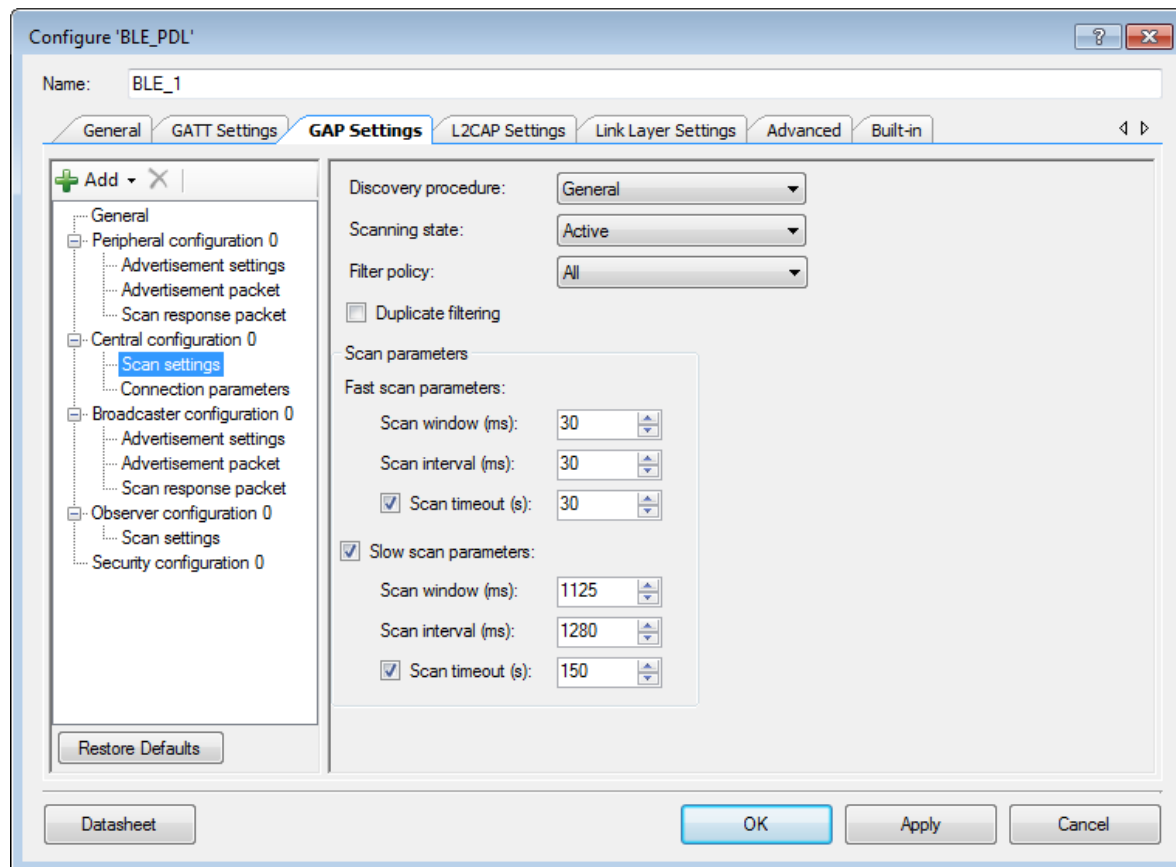 Configure 'BLE_PDL'
Name: BLE_1
General GATT Settings GAP Settings L2CAP Settings Link Layer Settings Advanced Built-in
Add
General
Peripheral configuration 0
Advertisement settings
Advertisement packet
Scan response packet
Central configuration 0
Scan settings
Connection parameters
Broadcaster configuration 0
Advertisement settings
Advertisement packet
Scan response packet
Observer configuration 0
Scan settings
Security configuration 0
Restore Defaults
Discovery procedure: General
Scanning state: Active
Filter policy: All
Duplicate filtering
Scan parameters
Fast scan parameters:
Scan window (ms): 30
Scan interval (ms): 30
Scan timeout (s): 30
Slow scan parameters:
Scan window (ms): 1125
Scan interval (ms): 1280
Scan timeout (s): 150
Datasheet OK Apply Cancel